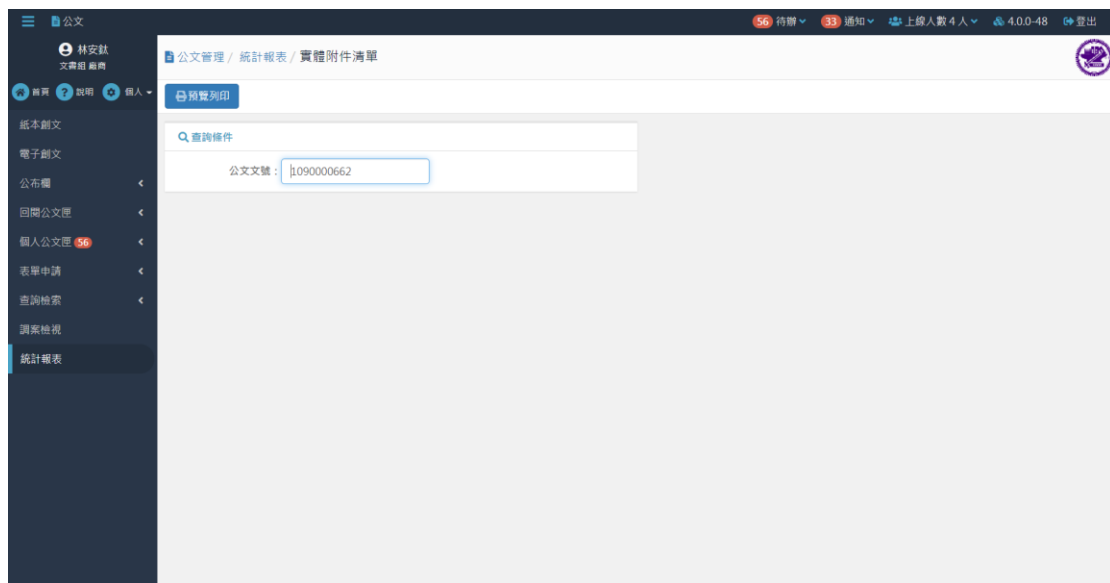 公文 56 待辦 33 通知 上線人數 4 人 4.0.0-48 登出
林安釱
文書組 廠商
首頁 說明 個人
公文管理 / 統計報表 / 實體附件清單
預覽列印
紙本創文
電子創文
公布欄
回閱公文匣
個人公文匣 56
表單申請
查詢檢索
調案檢視
統計報表
查詢條件
公文文號 : 1090000662